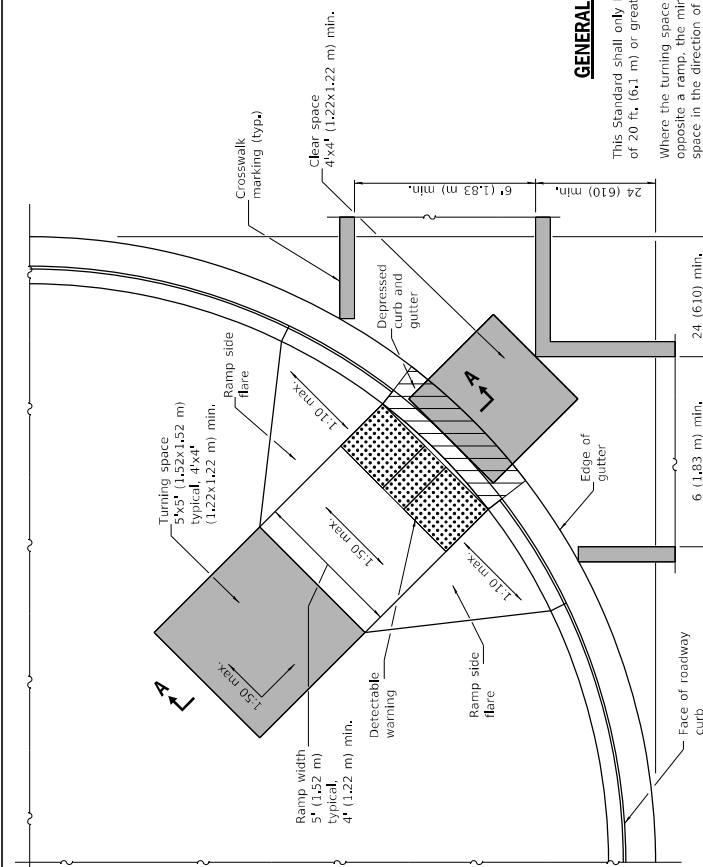 Crosswalk
marking (typ.)
Clear space
4'x4' (1.22x1.22 m) min.
Turning space
5'x5' (1.52x1.52 m)
typical, 4'x4'
(1.22x1.22 m) min.
Ramp side
flare
Depressed
curb and
gutter
6' (1.83 m) min.
24 (610) min.
1:10 max.
A
1:50 max.
A
1:50 max.
Ramp width
5' (1.52 m)
typical,
4' (1.22 m) min.
Detectable
warning
1:10 max.
Ramp side
flare
Edge of
gutter
6 (1.83 m) min.
24 (610) min.
Face of roadway
curb
GENERAL
This Standard shall only
of 20 ft. (6.1 m) or great
Where the turning space
opposite a ramp, the min
space in the direction of